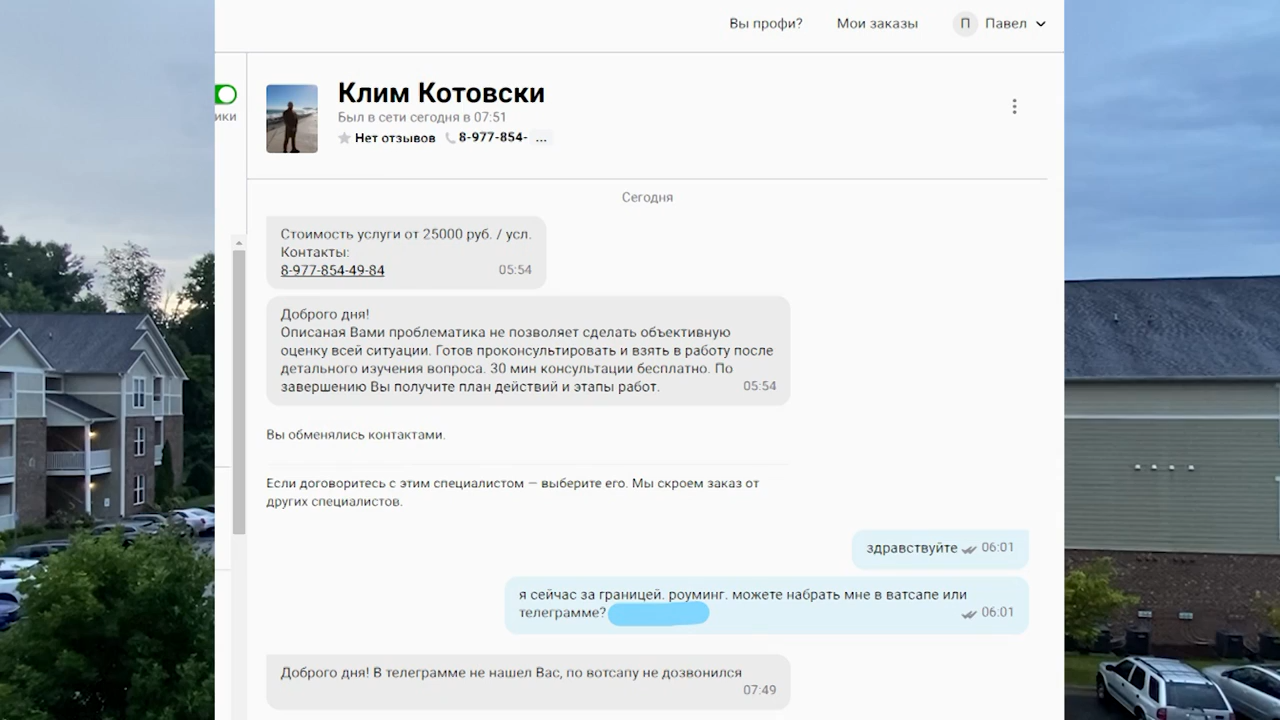 Вы профи?
Мои заказы
П
Павел
ики
Клим Котовски
Был в сети сегодня в 07:51
Нет отзывов
8-977-854- ...
Сегодня
Стоимость услуги от 25000 руб. / усл.
Контакты:
8-977-854-49-84
05:54
Доброго дня!
Описаная Вами проблематика не позволяет сделать объективную
оценку всей ситуации. Готов проконсультировать и взять в работу после
детального изучения вопроса. 30 мин консультации бесплатно. По
завершению Вы получите план действий и этапы работ.
05:54
Вы обменялись контактами.
Если договоритесь с этим специалистом — выберите его. Мы скроем заказ от
других специалистов.
здравствуйте 06:01
я сейчас за границей. роуминг. можете набрать мне в ватсапе или
телеграмме?
06:01
Доброго дня! В телеграмме не нашел Вас, по вотсапу не дозвонился
07:49